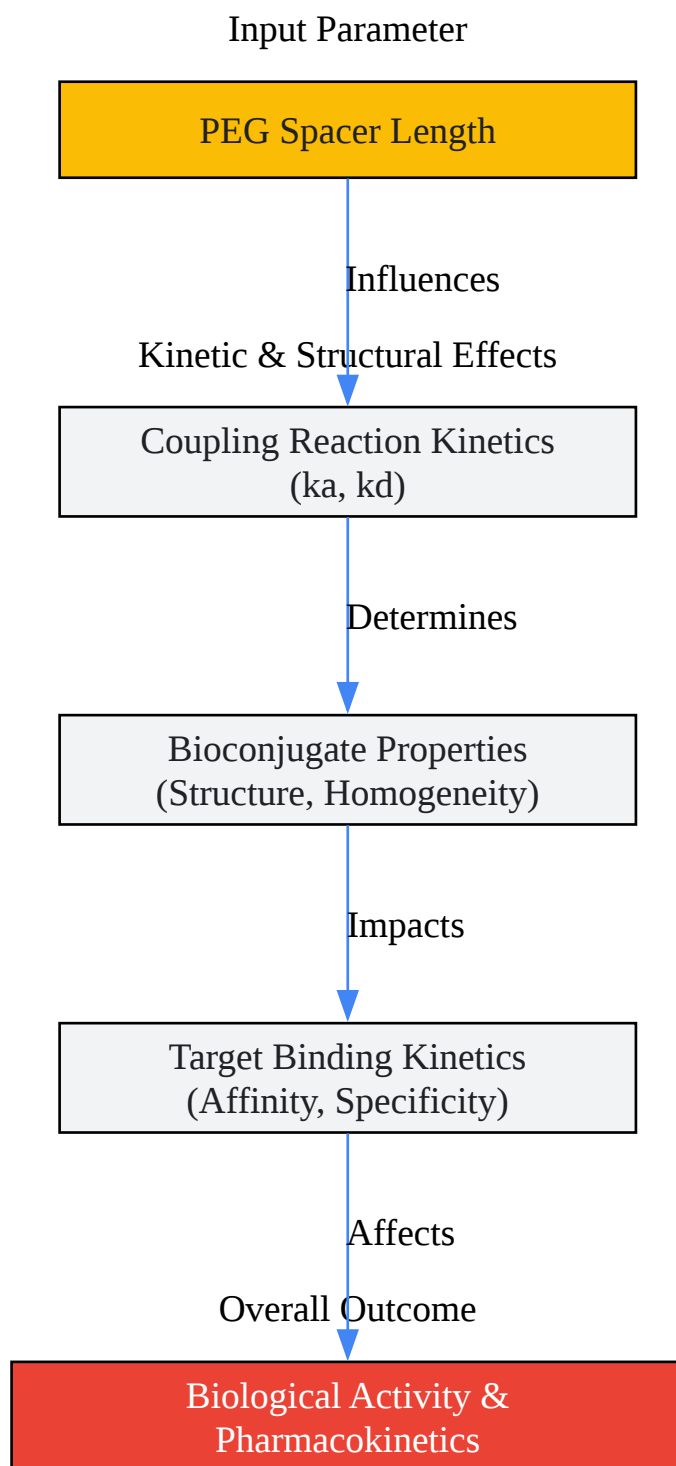 Input Parameter
PEG Spacer Length
Influences
Kinetic & Structural Effects
Coupling Reaction Kinetics
(ka, kd)
Determines
Bioconjugate Properties
(Structure, Homogeneity)
Impacts
Target Binding Kinetics
(Affinity, Specificity)
Affects
Overall Outcome
Biological Activity &
Pharmacokinetics